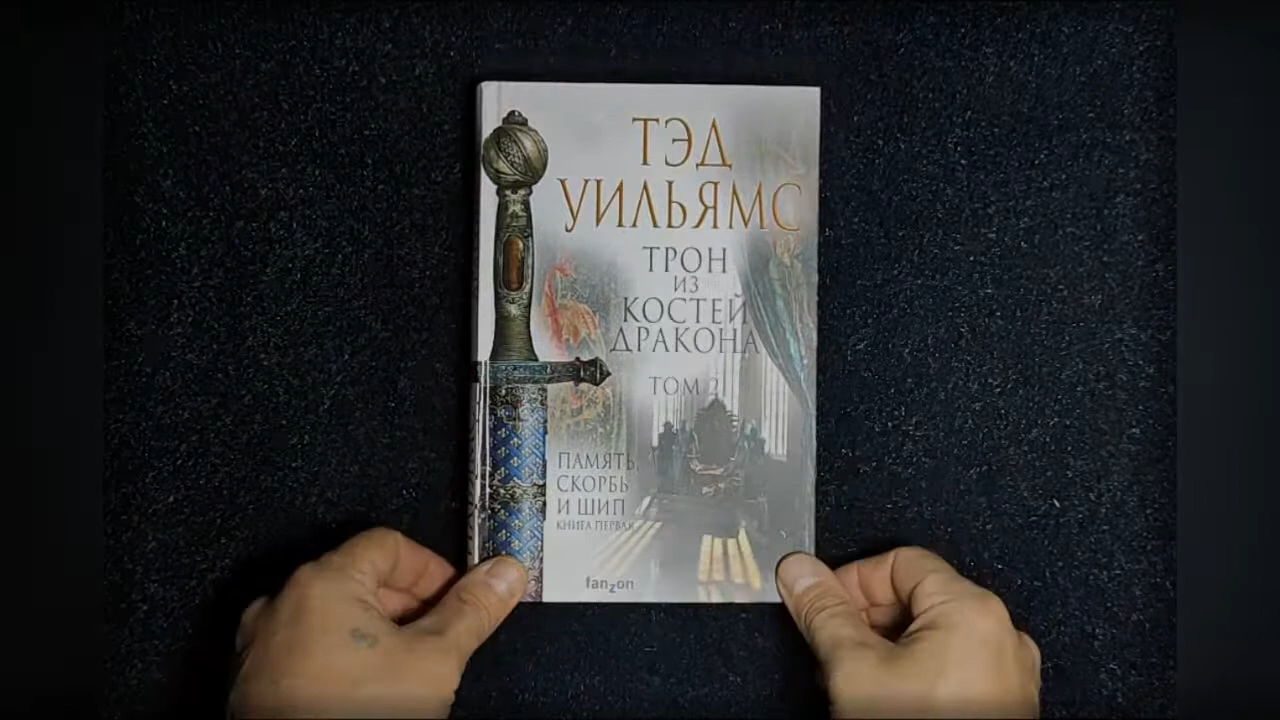 ТЭД
УИЛЬЯМС
ТРОН
ИЗ
КОСТЕЙ
ДРАКОНА
ТОМ 2
ПАМЯТЬ,
СКОРБЬ
И ШИП
КНИГА ПЕРВАЯ
fanzon